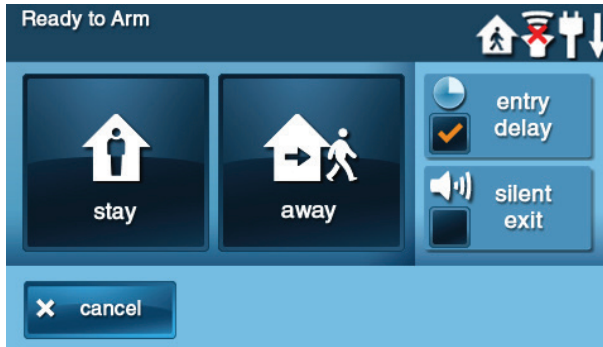 Ready to Arm
stay
away
entry
delay
silent
exit
cancel